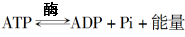 ATP ⇌ ADP + Pi + 能量
酶